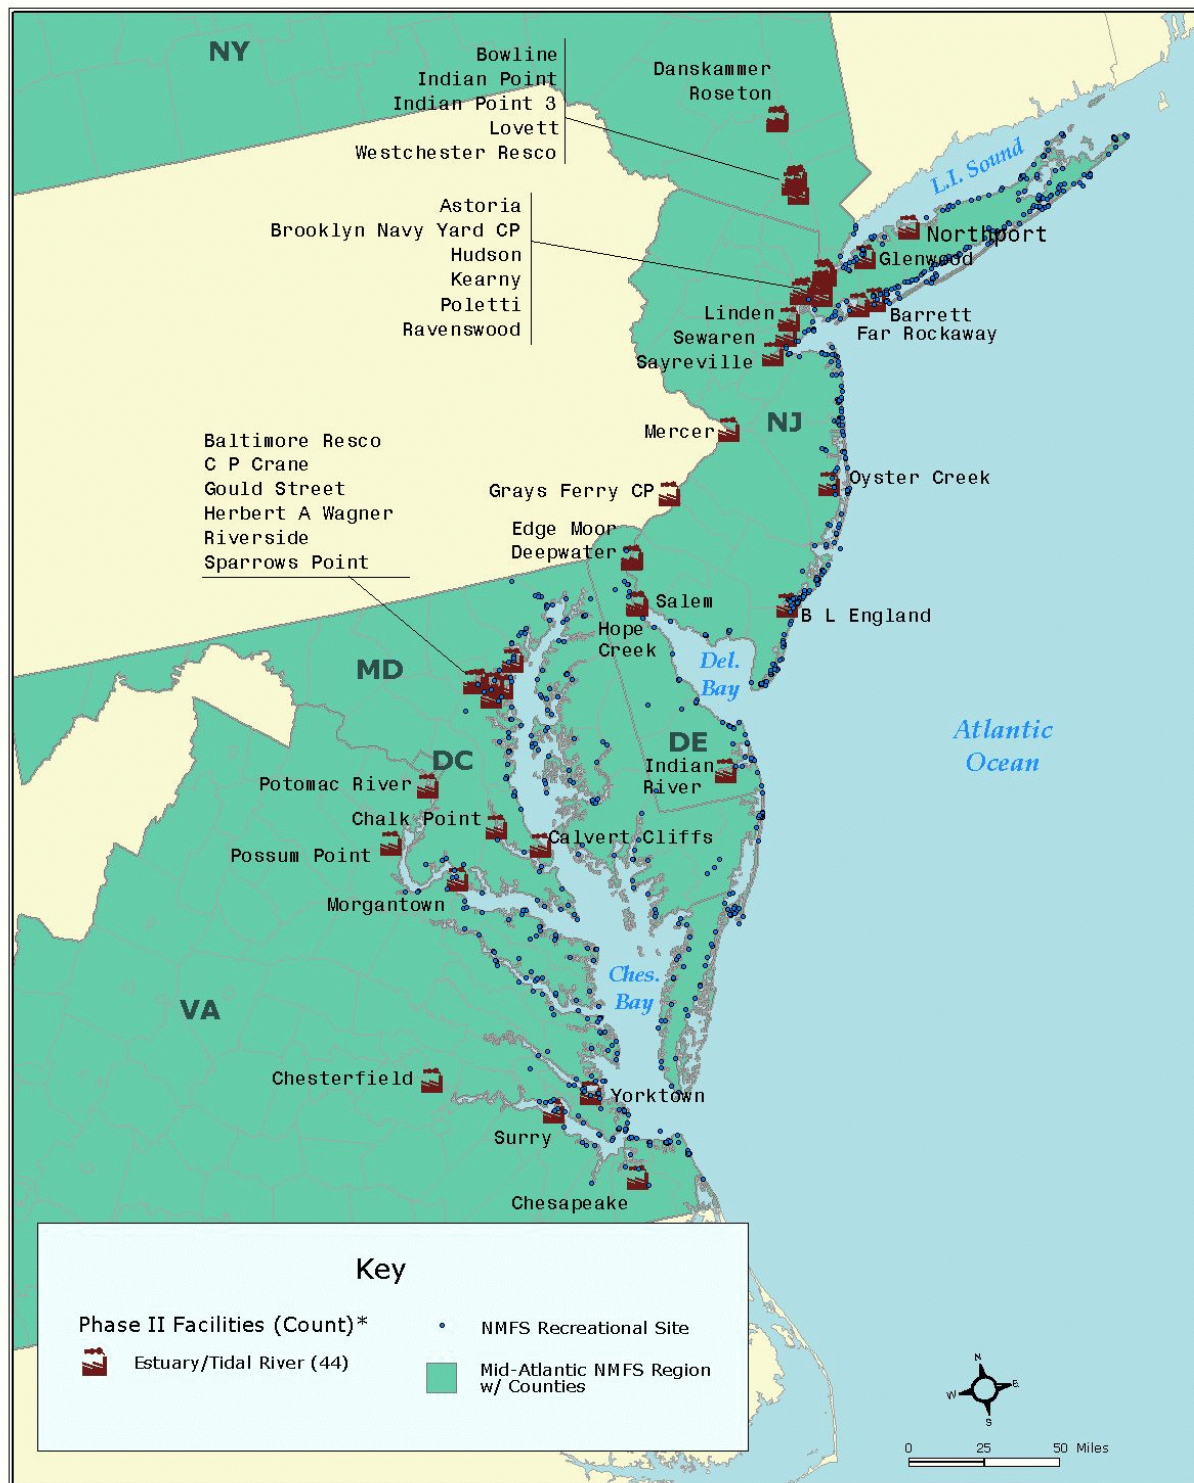 NY
Bowline
Indian Point
Indian Point 3
Lovett
Westchester Resco
Danskammer
Roseton
L.I. Sound
Astoria
Brooklyn Navy Yard CP
Hudson
Kearny
Poletti
Ravenswood
Northport
Glenwood
Barrett
Far Rockaway
Linden
Sewaren
Sayreville
NJ
Mercer
Baltimore Resco
C P Crane
Gould Street
Herbert A Wagner
Riverside
Sparrows Point
Oyster Creek
Grays Ferry CP
Edge Moor
Deepwater
Salem
Hope
Creek
B L England
Del.
Bay
MD
DC
DE
Atlantic
Ocean
Indian
River
Potomac River
Chalk Point
Calvert Cliffs
Possum Point
Morgantown
Ches.
Bay
VA
Chesterfield
Yorktown
Surry
Chesapeake
Key
Phase II Facilities (Count)*
Estuary/Tidal River (44)
NMFS Recreational Site
Mid-Atlantic NMFS Region
w/ Counties
N
W
E
S
0 25 50 Miles